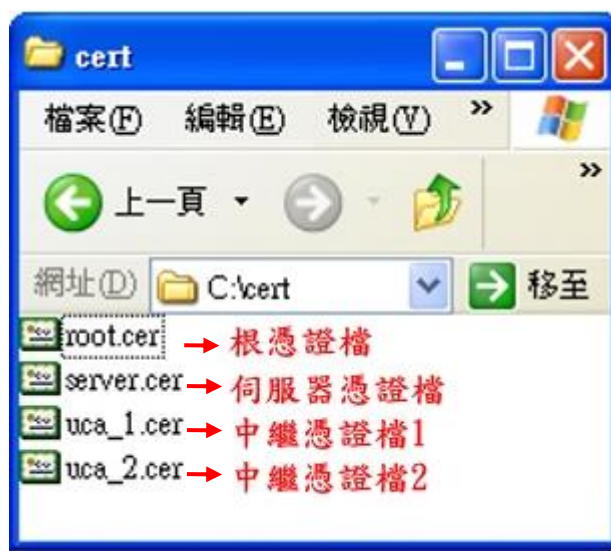 cert
檔案(F) 編輯(E) 檢視(V) »
上一頁 »
網址(D) C:\cert 移至
root.cer → 根憑證檔
server.cer → 伺服器憑證檔
uca_1.cer → 中繼憑證檔1
uca_2.cer → 中繼憑證檔2